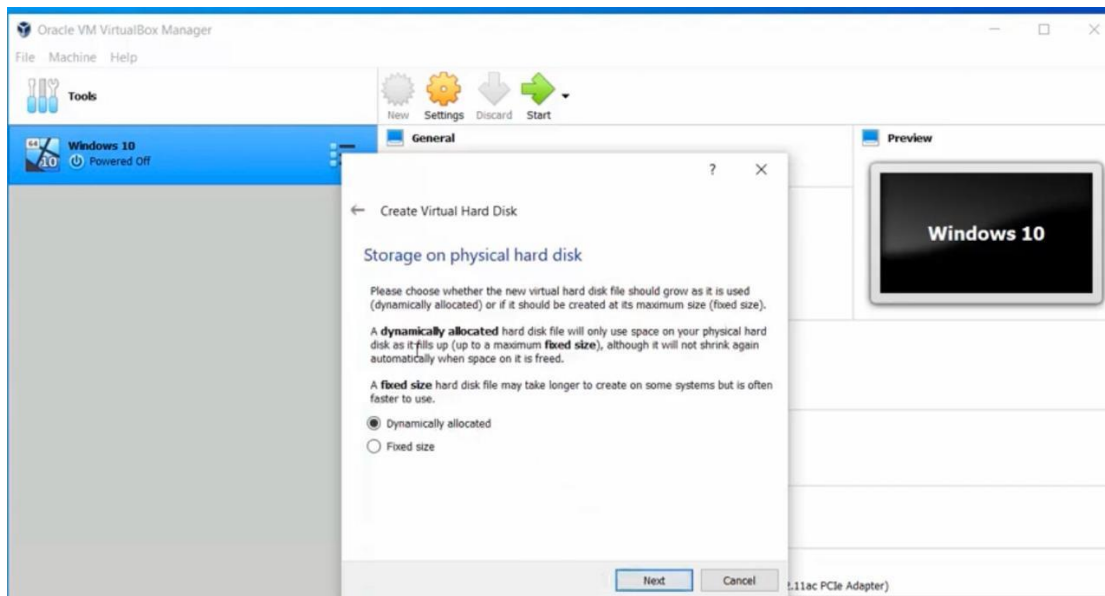 Oracle VM VirtualBox Manager
File Machine Help
Tools
New Settings Discard Start
64
10
Windows 10
Powered Off
General
Preview
Windows 10
?
Create Virtual Hard Disk
Storage on physical hard disk
Please choose whether the new virtual hard disk file should grow as it is used
(dynamically allocated) or if it should be created at its maximum size (fixed size).
A dynamically allocated hard disk file will only use space on your physical hard
disk as it fills up (up to a maximum fixed size), although it will not shrink again
automatically when space on it is freed.
A fixed size hard disk file may take longer to create on some systems but is often
faster to use.
Dynamically allocated
Fixed size
Next Cancel
2.11ac PCIe Adapter)